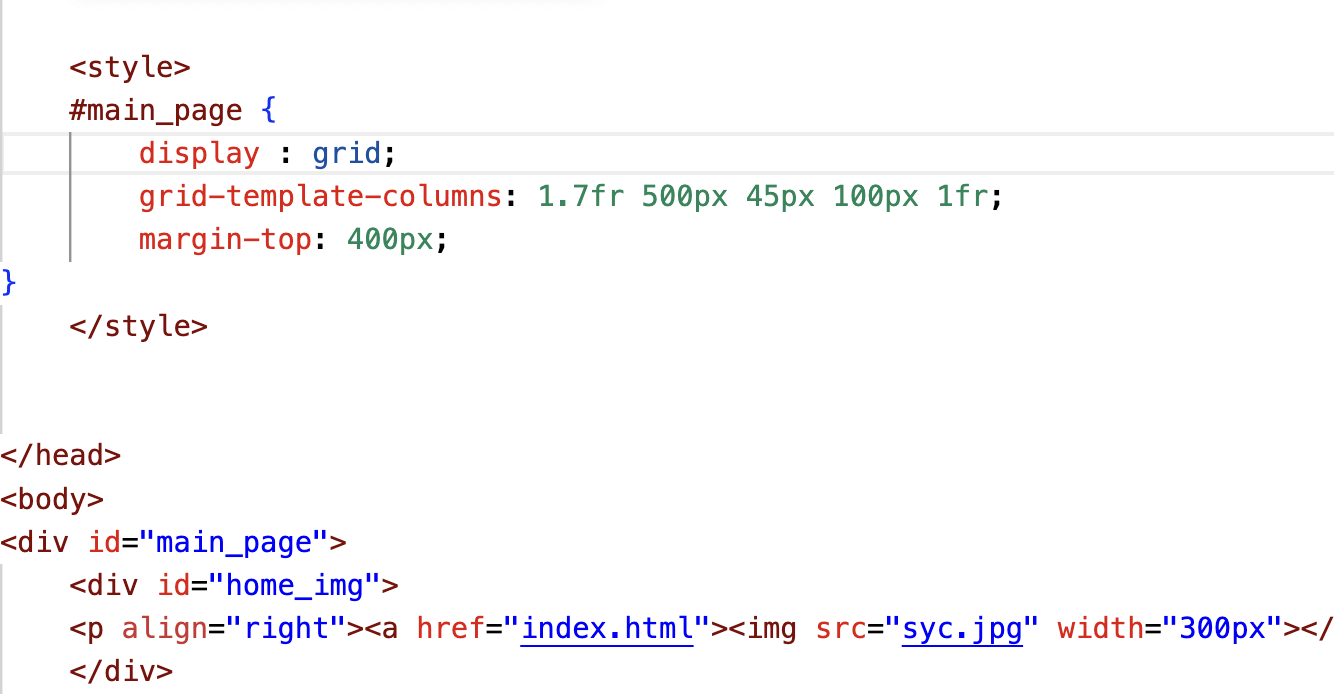 <style>
#main_page {
display : grid;
grid-template-columns: 1.7fr 500px 45px 100px 1fr;
margin-top: 400px;
}
</style>
</head>
<body>
<div id="main_page">
<div id="home_img">
<p align="right"><a href="index.html"><img src="syc.jpg" width="300px"></
</div>